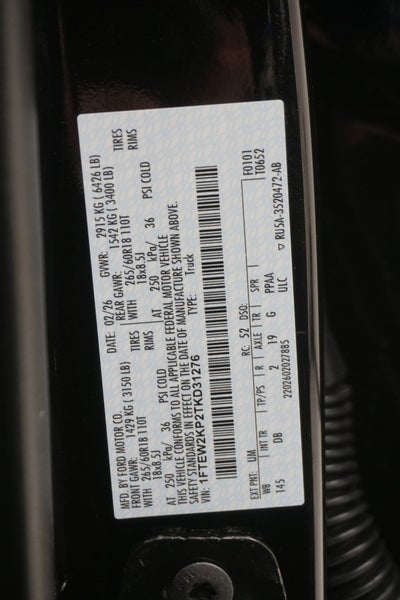 MFD. BY FORD MOTOR CO.
DATE: 02/26 GVWR: 2915 KG ( 6426 LB)
FRONT GAWR: 1429 KG ( 3150 LB) REAR GAWR: 1542 KG ( 3400 LB)
WITH 265/60R18 110T TIRES WITH 265/60R18 110T TIRES
18x8.5J RIMS 18x8.5J RIMS
AT 250 kPa/ 36 PSI COLD AT 250 kPa/ 36 PSI COLD
THIS VEHICLE CONFORMS TO ALL APPLICABLE FEDERAL MOTOR VEHICLE
SAFETY STANDARDS IN EFFECT ON THE DATE OF MANUFACTURE SHOWN ABOVE.
VIN: 1FTEW2KP2TKD31276 TYPE: Truck
F0101
T0652
EXT PNT: RC: 52 DSO:
WB INT TR TP/PS R AXLE TR SPR
145 DB 2 19 G PPAA
ULC
2202602027885 ▽ RU5A-3520472-AB